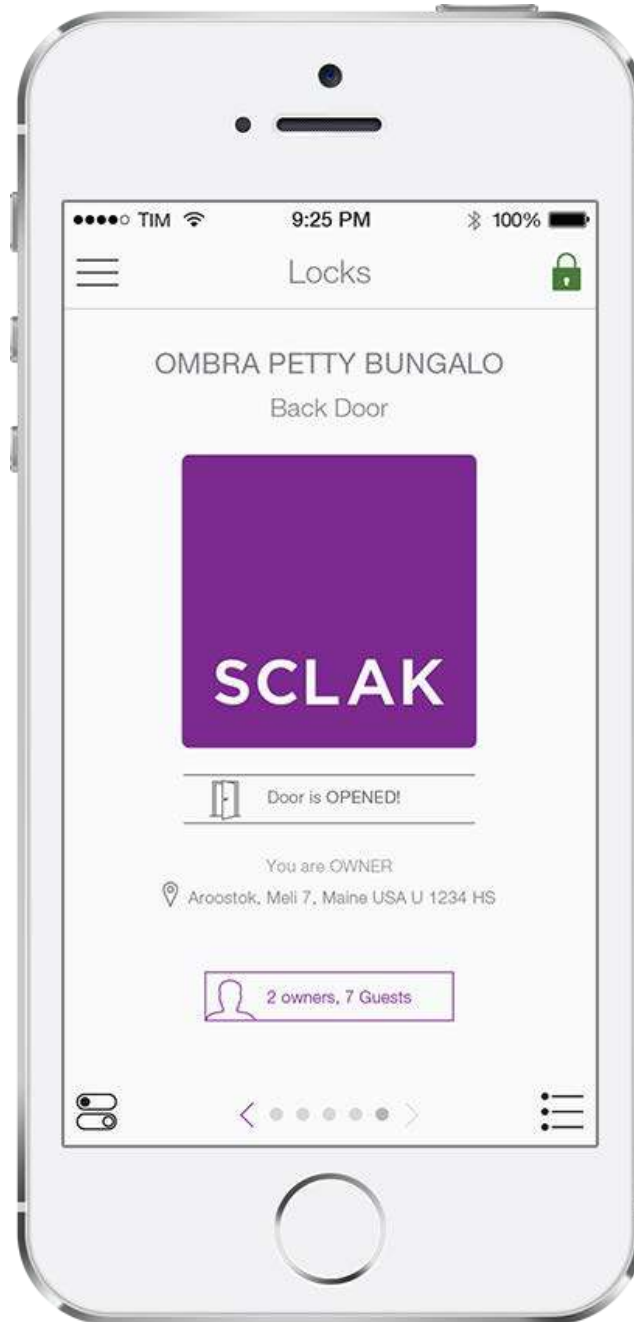 TIM 9:25 PM 100%
Locks
OMBRA PETTY BUNGALO
Back Door
SCLAK
Door is OPENED!
You are OWNER
Aroostok, Meli 7, Maine USA U 1234 HS
2 owners, 7 Guests